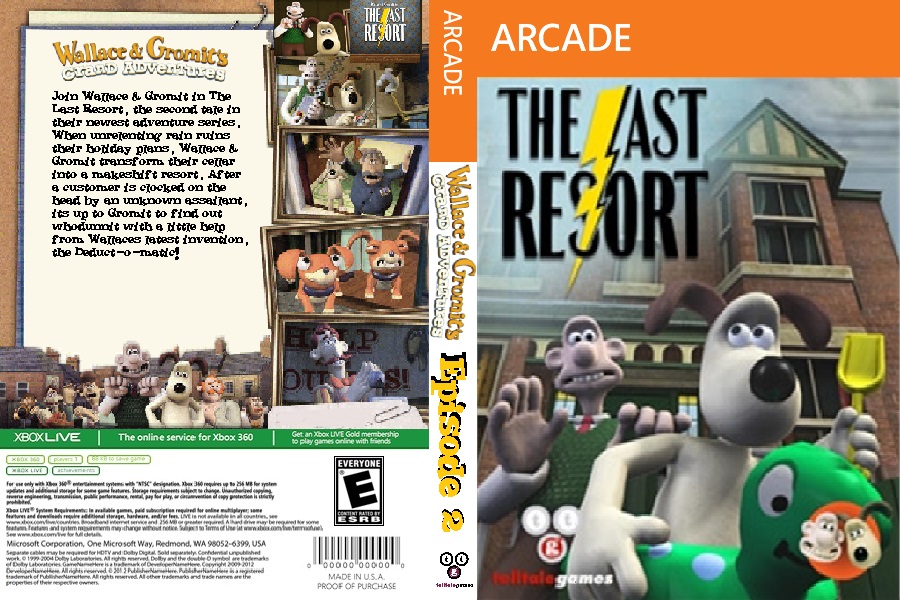 Wallace & Gromit's
Grand Adventures
Join Wallace & Gromit in The
Last Resort, the second tale in
their newest adventure series.
When unrelenting rain ruins
their holiday plans, Wallace &
Gromit transform their cellar
into a makeshift resort. After
a customer is clocked on the
head by an unknown assailant,
its up to Gromit to find out
whodunnit with a little help
from Wallaces latest invention,
the Deduct-o-matic!
THE LAST
RESORT
HELP
XBOX LIVE
The online service for Xbox 360
Get an Xbox LIVE Gold membership
to play games online with friends
XBOX 360
players 1
88 KB to save game
XBOX LIVE
achievements
For use only with Xbox 360® entertainment systems with "NTSC" designation. Xbox 360 requires up to 256 MB for system
updates and additional storage for some game features. Storage requirements subject to change. Unauthorized copying,
reverse engineering, transmission, public performance, rental, pay for play, or circumvention of copy protection is strictly
prohibited.
Xbox LIVE® System Requirements: In available games, paid subscription required for online multiplayer; some
features and downloads require additional storage, hardware, and/or fees. LIVE is not available in all countries, see
www.xbox.com/live/countries. Broadband internet service and 256 MB or greater required. A hard drive may be required for some
features. Features and system requirements may change without notice. Subject to Terms of Use (at www.xbox.com/live/termsofuse).
See www.xbox.com/live for full details.
Microsoft Corporation, One Microsoft Way, Redmond, WA 98052-6399, USA
Separate cables may be required for HDTV and Dolby Digital. Sold separately. Confidential unpublished
work, © 1999-2004 Dolby Laboratories. All rights reserved. Dolby and the double-D symbol are trademarks
of Dolby Laboratories. GameNameHere is a trademark of DeveloperNameHere. Copyright 2009-2012
DeveloperNameHere. All rights reserved. © 2012 PublisherNameHere. PublisherNameHere is a registered
trademark of PublisherNameHere. All rights reserved. All other trademarks and trade names are the
properties of their respective owners.
EVERYONE
E
CONTENT RATED BY
ESRB
0 00000 00000 0
MADE IN U.S.A.
PROOF OF PURCHASE
ARCADE
Wallace & Gromit's
Grand Adventures
Episode 2
telltalegames
ARCADE
THE LAST
RESORT
ttg
telltalegames